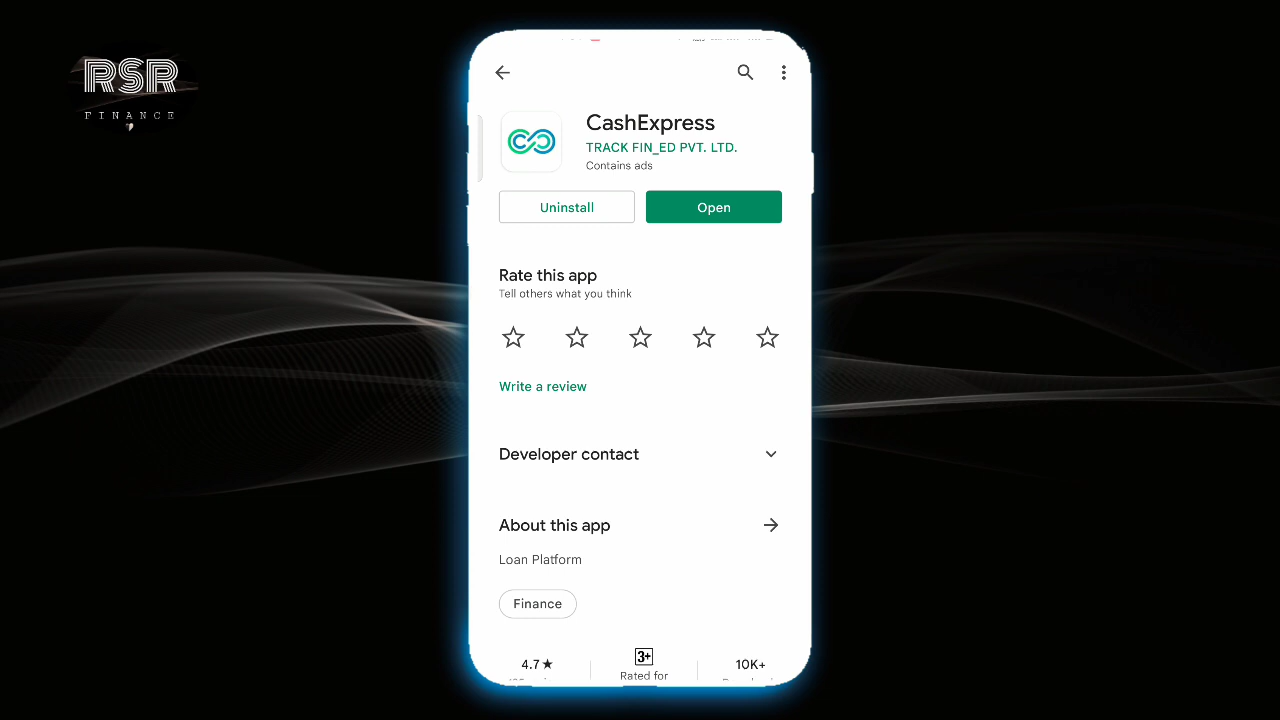 RSR
FINANCE
CashExpress
TRACK FIN_ED PVT. LTD.
Contains ads
Uninstall
Open
Rate this app
Tell others what you think
Write a review
Developer contact
About this app
Loan Platform
Finance
4.7★
3+
10K+
Rated for